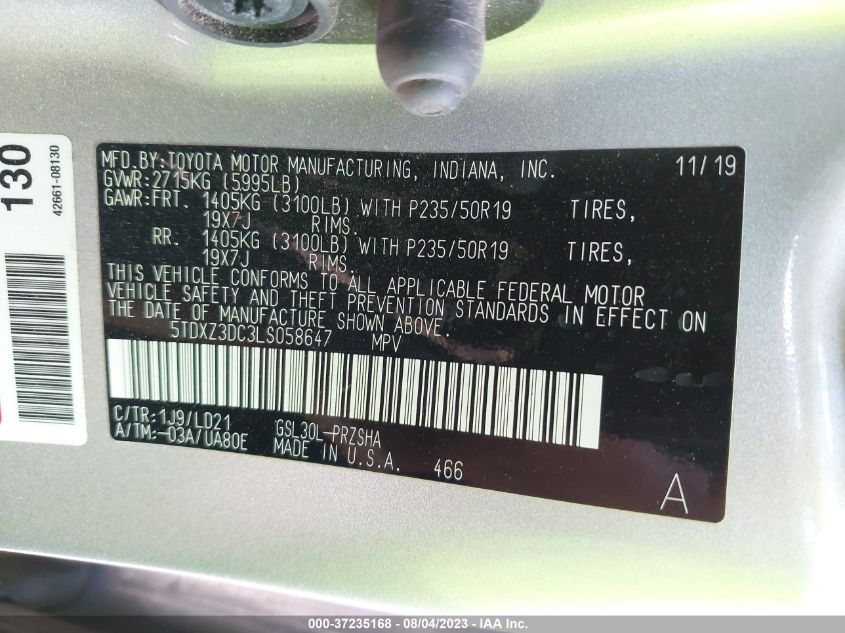 130
42661-08130
MFD.BY:TOYOTA MOTOR MANUFACTURING, INDIANA, INC. 11/19
GVWR:2715KG (5995LB)
GAWR:FRT. 1405KG (3100LB) WITH P235/50R19 TIRES,
19X7J RIMS,
RR. 1405KG (3100LB) WITH P235/50R19 TIRES,
19X7J RIMS,
THIS VEHICLE CONFORMS TO ALL APPLICABLE FEDERAL MOTOR
VEHICLE SAFETY AND THEFT PREVENTION STANDARDS IN EFFECT ON
THE DATE OF MANUFACTURE SHOWN ABOVE.
5TDXZ3DC3LS058647 MPV
C/TR:1J9/LD21 GSL30L-PRZSHA
A/TM:-03A/UA80E MADE IN U.S.A. 466
A
000-37235168 - 08/04/2023 - IAA Inc.